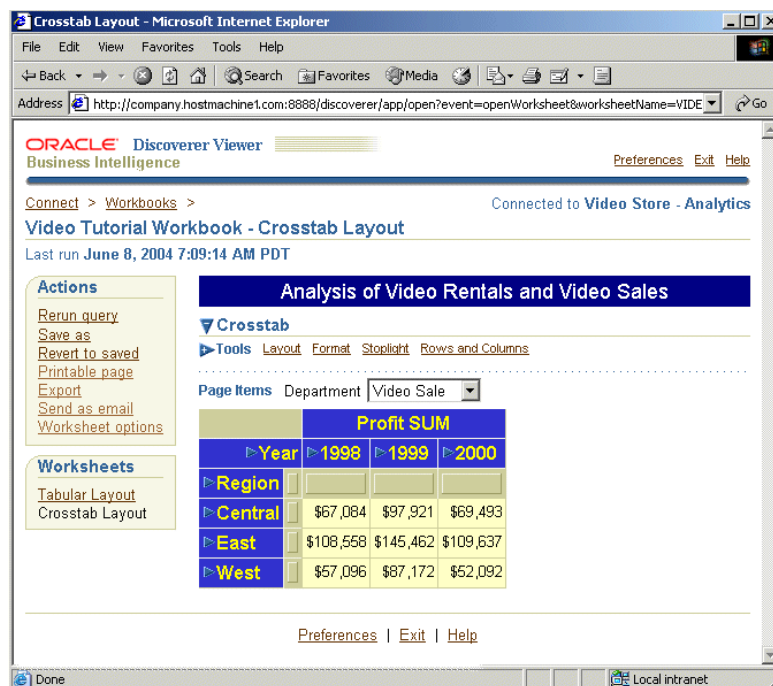 Crosstab Layout - Microsoft Internet Explorer
File Edit View Favorites Tools Help
Back Search Favorites Media
Address http://company.hostmachine1.com:8888/discoverer/app/open?event=openWorksheet&worksheetName=VIDE Go
ORACLE Discoverer Viewer
Business Intelligence
Preferences Exit Help
Connect > Workbooks >
Connected to Video Store - Analytics
Video Tutorial Workbook - Crosstab Layout
Last run June 8, 2004 7:09:14 AM PDT
Actions
Rerun query
Save as
Revert to saved
Printable page
Export
Send as email
Worksheet options
Worksheets
Tabular Layout
Crosstab Layout
Analysis of Video Rentals and Video Sales
Crosstab
Tools Layout Format Stoplight Rows and Columns
Page Items Department Video Sale
Profit SUM
Year 1998 1999 2000
Region
Central $67,084 $97,921 $69,493
East $108,558 $145,462 $109,637
West $57,096 $87,172 $52,092
Preferences | Exit | Help
Done Local intranet